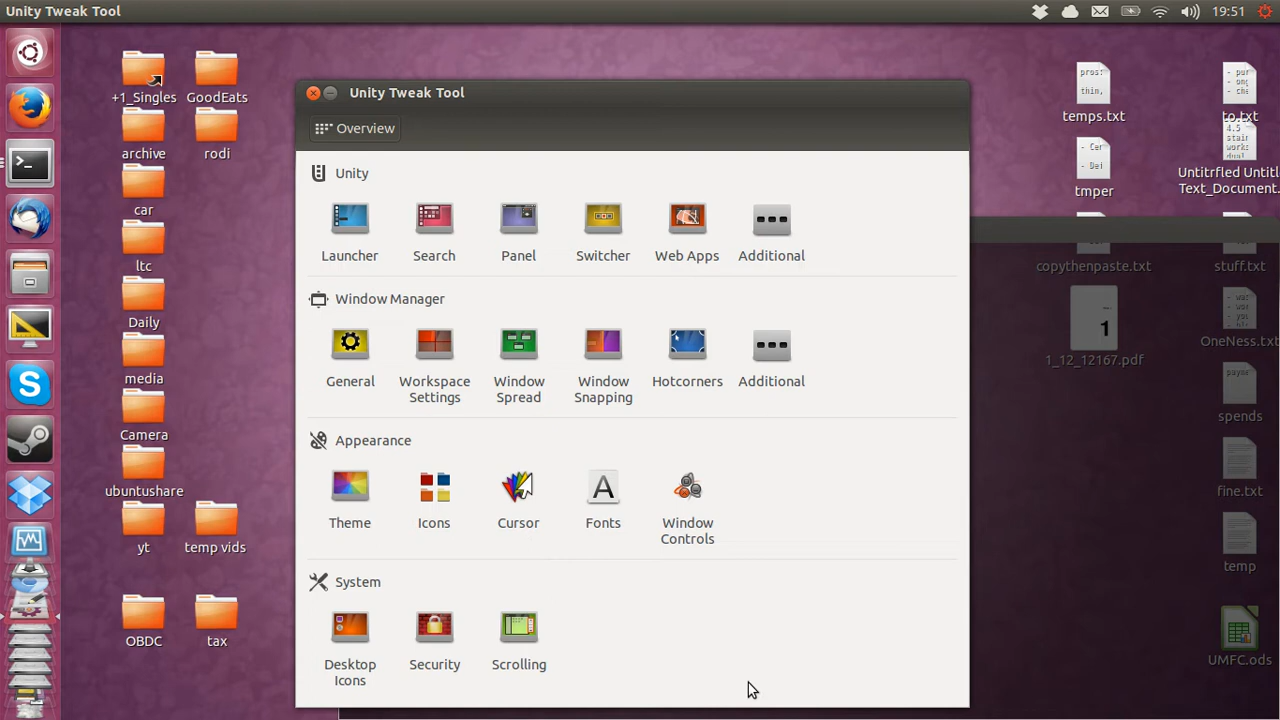 Unity Tweak Tool
19:51
+1_Singles
GoodEats
archive
rodi
car
ltc
Daily
media
Camera
ubuntushare
yt
temp vids
OBDC
tax
Unity Tweak Tool
Overview
Unity
Launcher
Search
Panel
Switcher
Web Apps
Additional
Window Manager
General
Workspace
Settings
Window
Spread
Window
Snapping
Hotcorners
Additional
Appearance
Theme
Icons
Cursor
A
Fonts
Window
Controls
System
Desktop
Icons
Security
Scrolling
temps.txt
to.txt
tmper
Untitrfled Untitl
Text_Document.
copythenpaste.txt
stuff.txt
1
1_12_12167.pdf
OneNess.txt
spends
fine.txt
temp
UMFC.ods